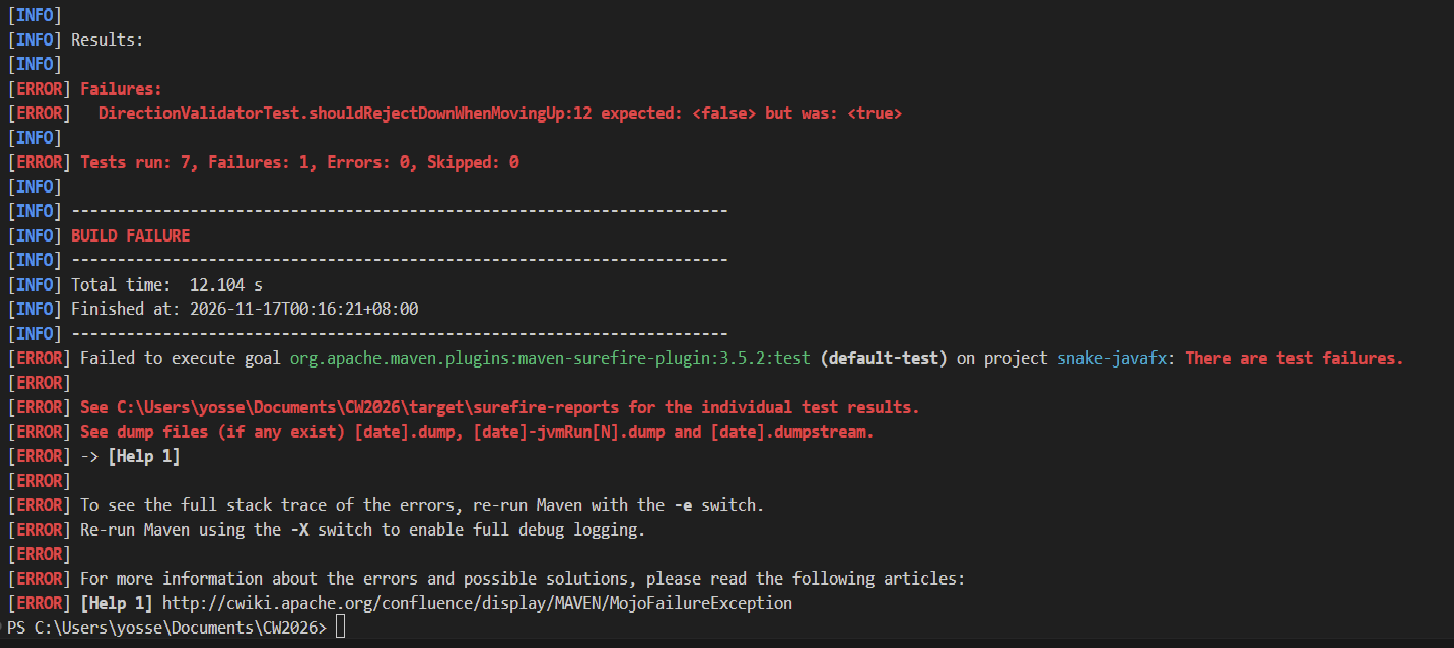 [INFO]
[INFO] Results:
[INFO]
[ERROR] Failures:
[ERROR]   DirectionValidatorTest.shouldRejectDownWhenMovingUp:12 expected: <false> but was: <true>
[INFO]
[ERROR] Tests run: 7, Failures: 1, Errors: 0, Skipped: 0
[INFO]
[INFO] ------------------------------------------------------------------------
[INFO] BUILD FAILURE
[INFO] ------------------------------------------------------------------------
[INFO] Total time:  12.104 s
[INFO] Finished at: 2026-11-17T00:16:21+08:00
[INFO] ------------------------------------------------------------------------
[ERROR] Failed to execute goal org.apache.maven.plugins:maven-surefire-plugin:3.5.2:test (default-test) on project snake-javafx: There are test failures.
[ERROR]
[ERROR] See C:\Users\yosse\Documents\CW2026\target\surefire-reports for the individual test results.
[ERROR] See dump files (if any exist) [date].dump, [date]-jvmRun[N].dump and [date].dumpstream.
[ERROR] -> [Help 1]
[ERROR]
[ERROR] To see the full stack trace of the errors, re-run Maven with the -e switch.
[ERROR] Re-run Maven using the -X switch to enable full debug logging.
[ERROR]
[ERROR] For more information about the errors and possible solutions, please read the following articles:
[ERROR] [Help 1] http://cwiki.apache.org/confluence/display/MAVEN/MojoFailureException
PS C:\Users\yosse\Documents\CW2026>